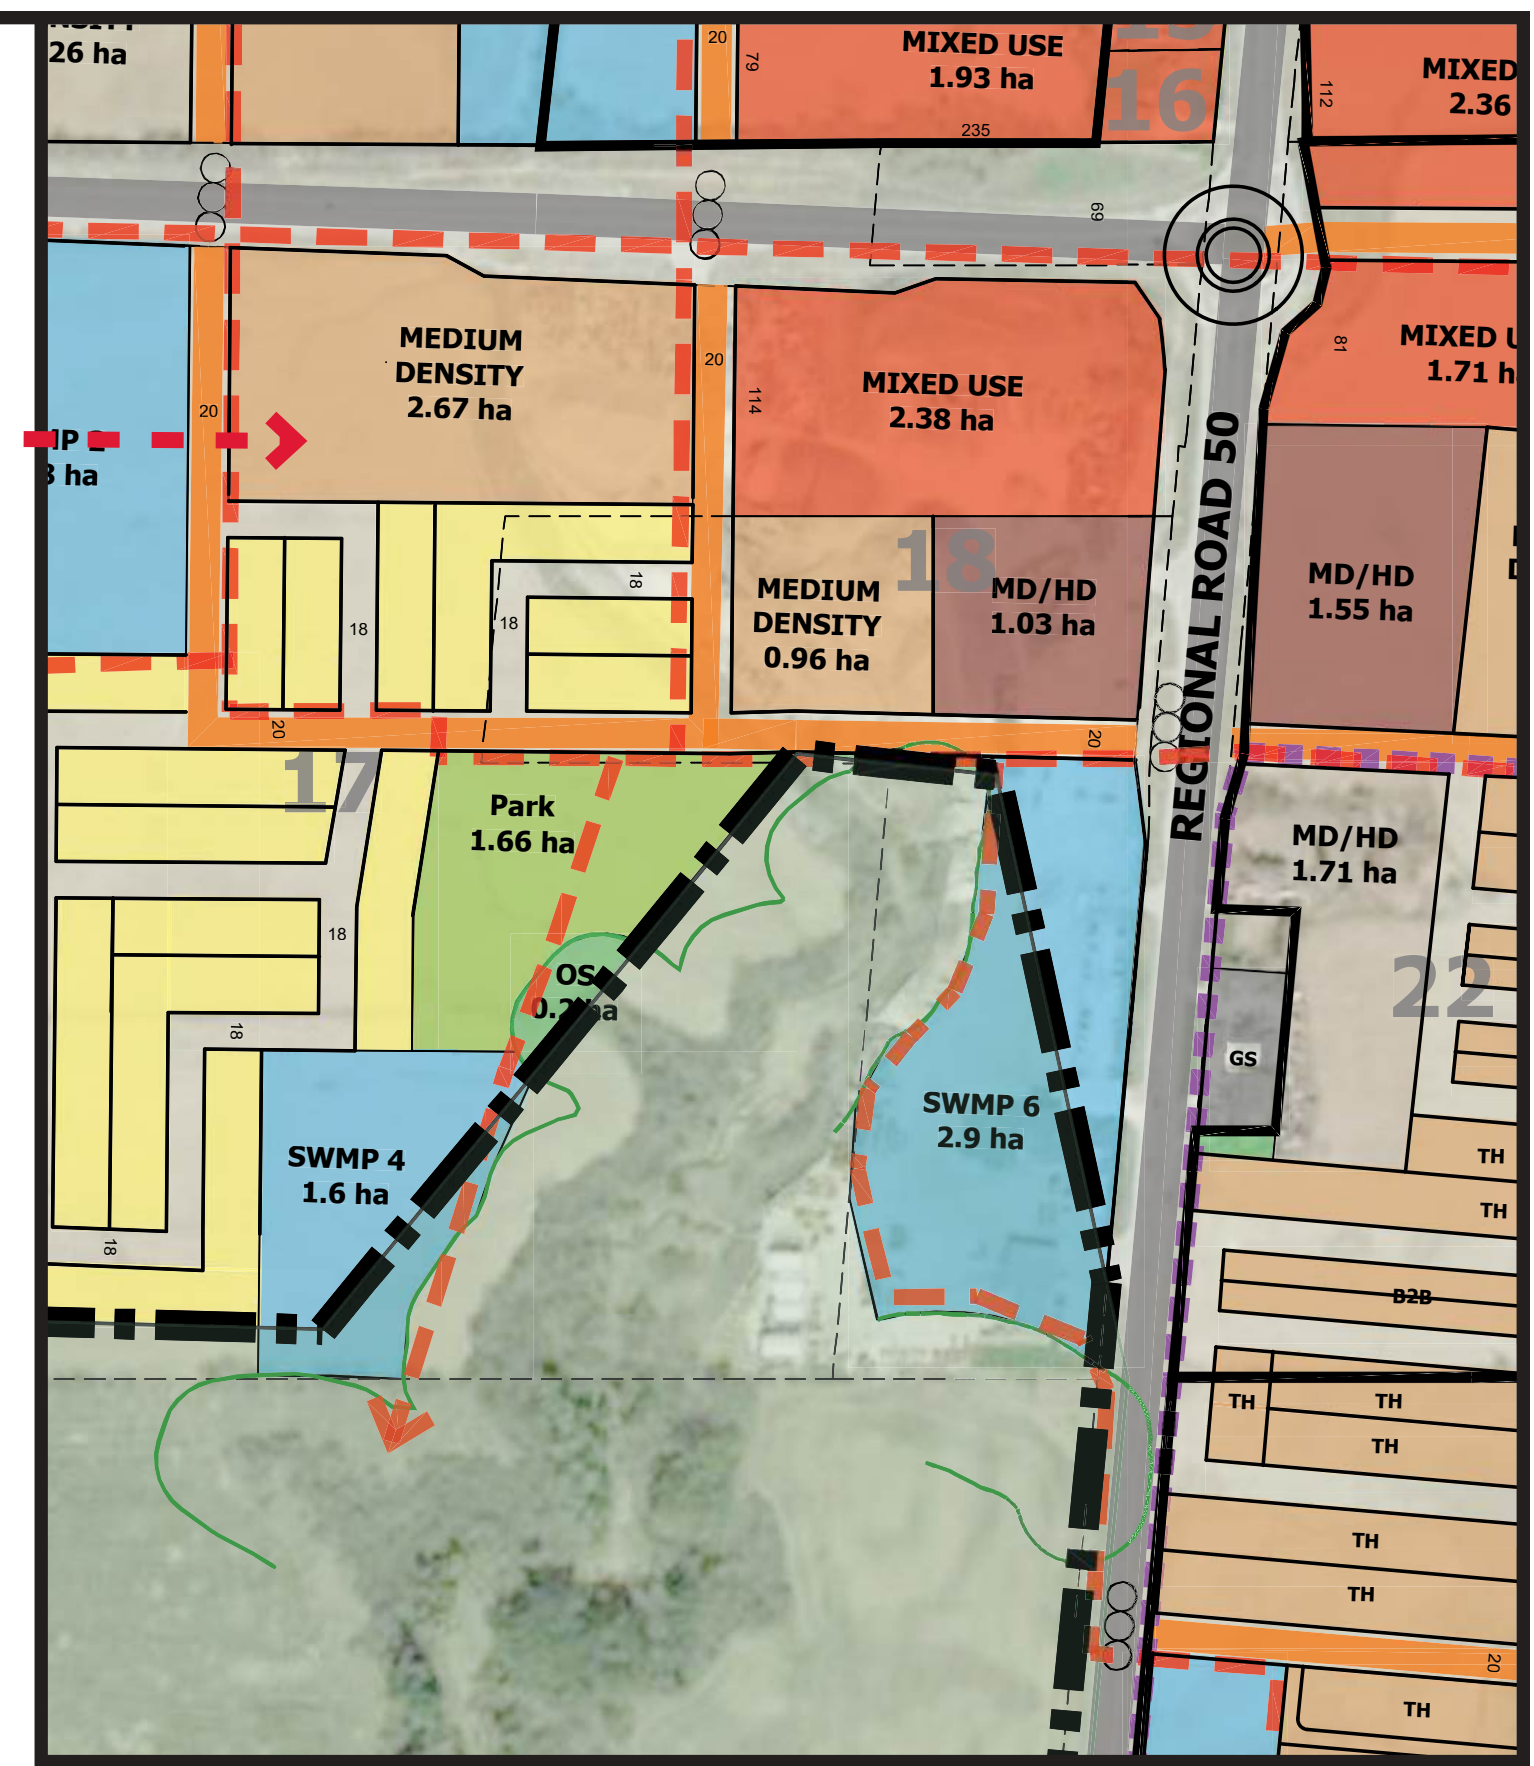 26 ha
20
79
MIXED USE
1.93 ha
235
16
112
MIXED
2.36
69
MEDIUM
DENSITY
2.67 ha
20
20
114
MIXED USE
2.38 ha
81
MIXED
1.71 h
ha
REGIONAL ROAD 50
18
18
18
MEDIUM
DENSITY
0.96 ha
18
MD/HD
1.03 ha
MD/HD
1.55 ha
20
20
17
Park
1.66 ha
MD/HD
1.71 ha
18
OS
22
18
GS
SWMP 6
2.9 ha
SWMP 4
1.6 ha
18
TH
TH
B2B
TH
TH
TH
TH
TH
20
TH